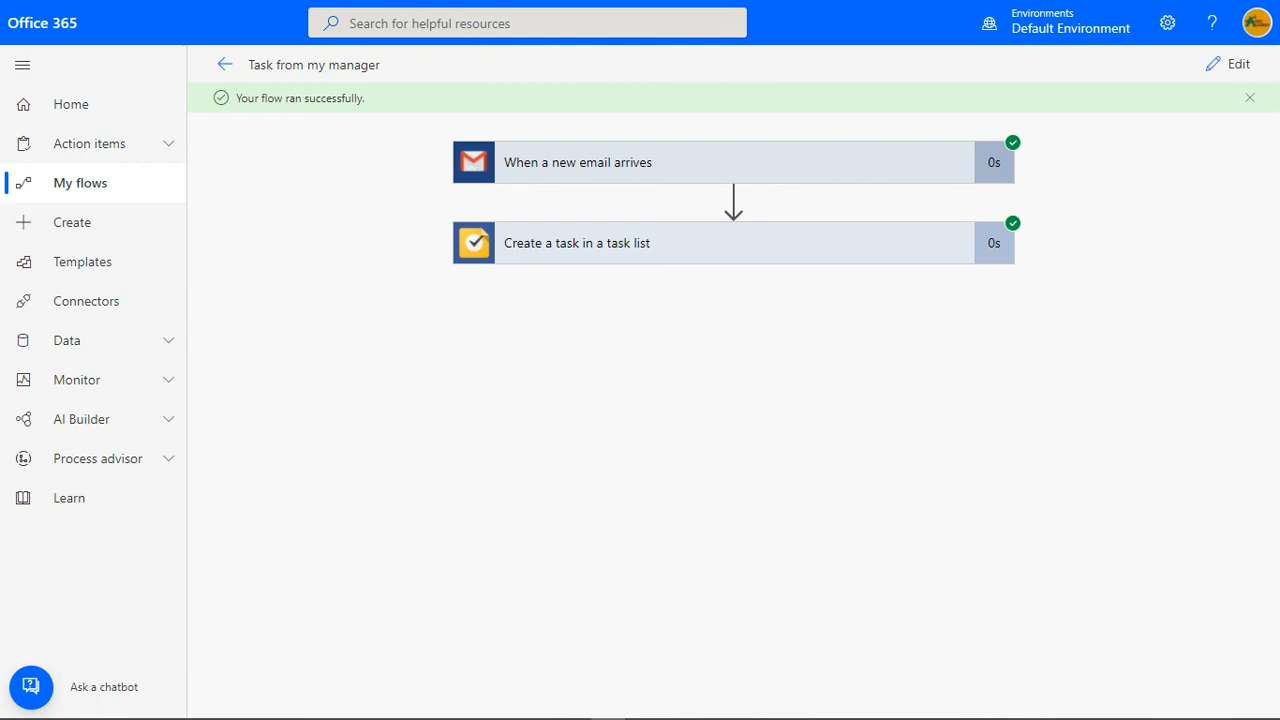 Office 365
Search for helpful resources
Environments
Default Environment
?
Task from my manager
Edit
Your flow ran successfully.
Home
Action items
My flows
Create
Templates
Connectors
Data
Monitor
AI Builder
Process advisor
Learn
When a new email arrives
0s
Create a task in a task list
0s
Ask a chatbot